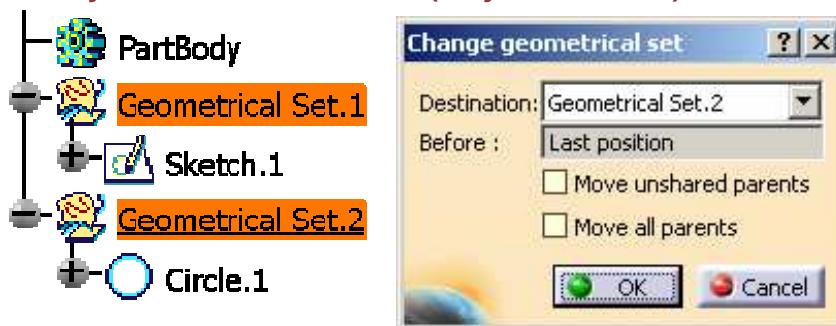 PartBody
Geometrical Set.1
Sketch.1
Geometrical Set.2
Circle.1
Change geometrical set ? X
Destination: Geometrical Set.2
Before : Last position
Move unshared parents
Move all parents
OK Cancel